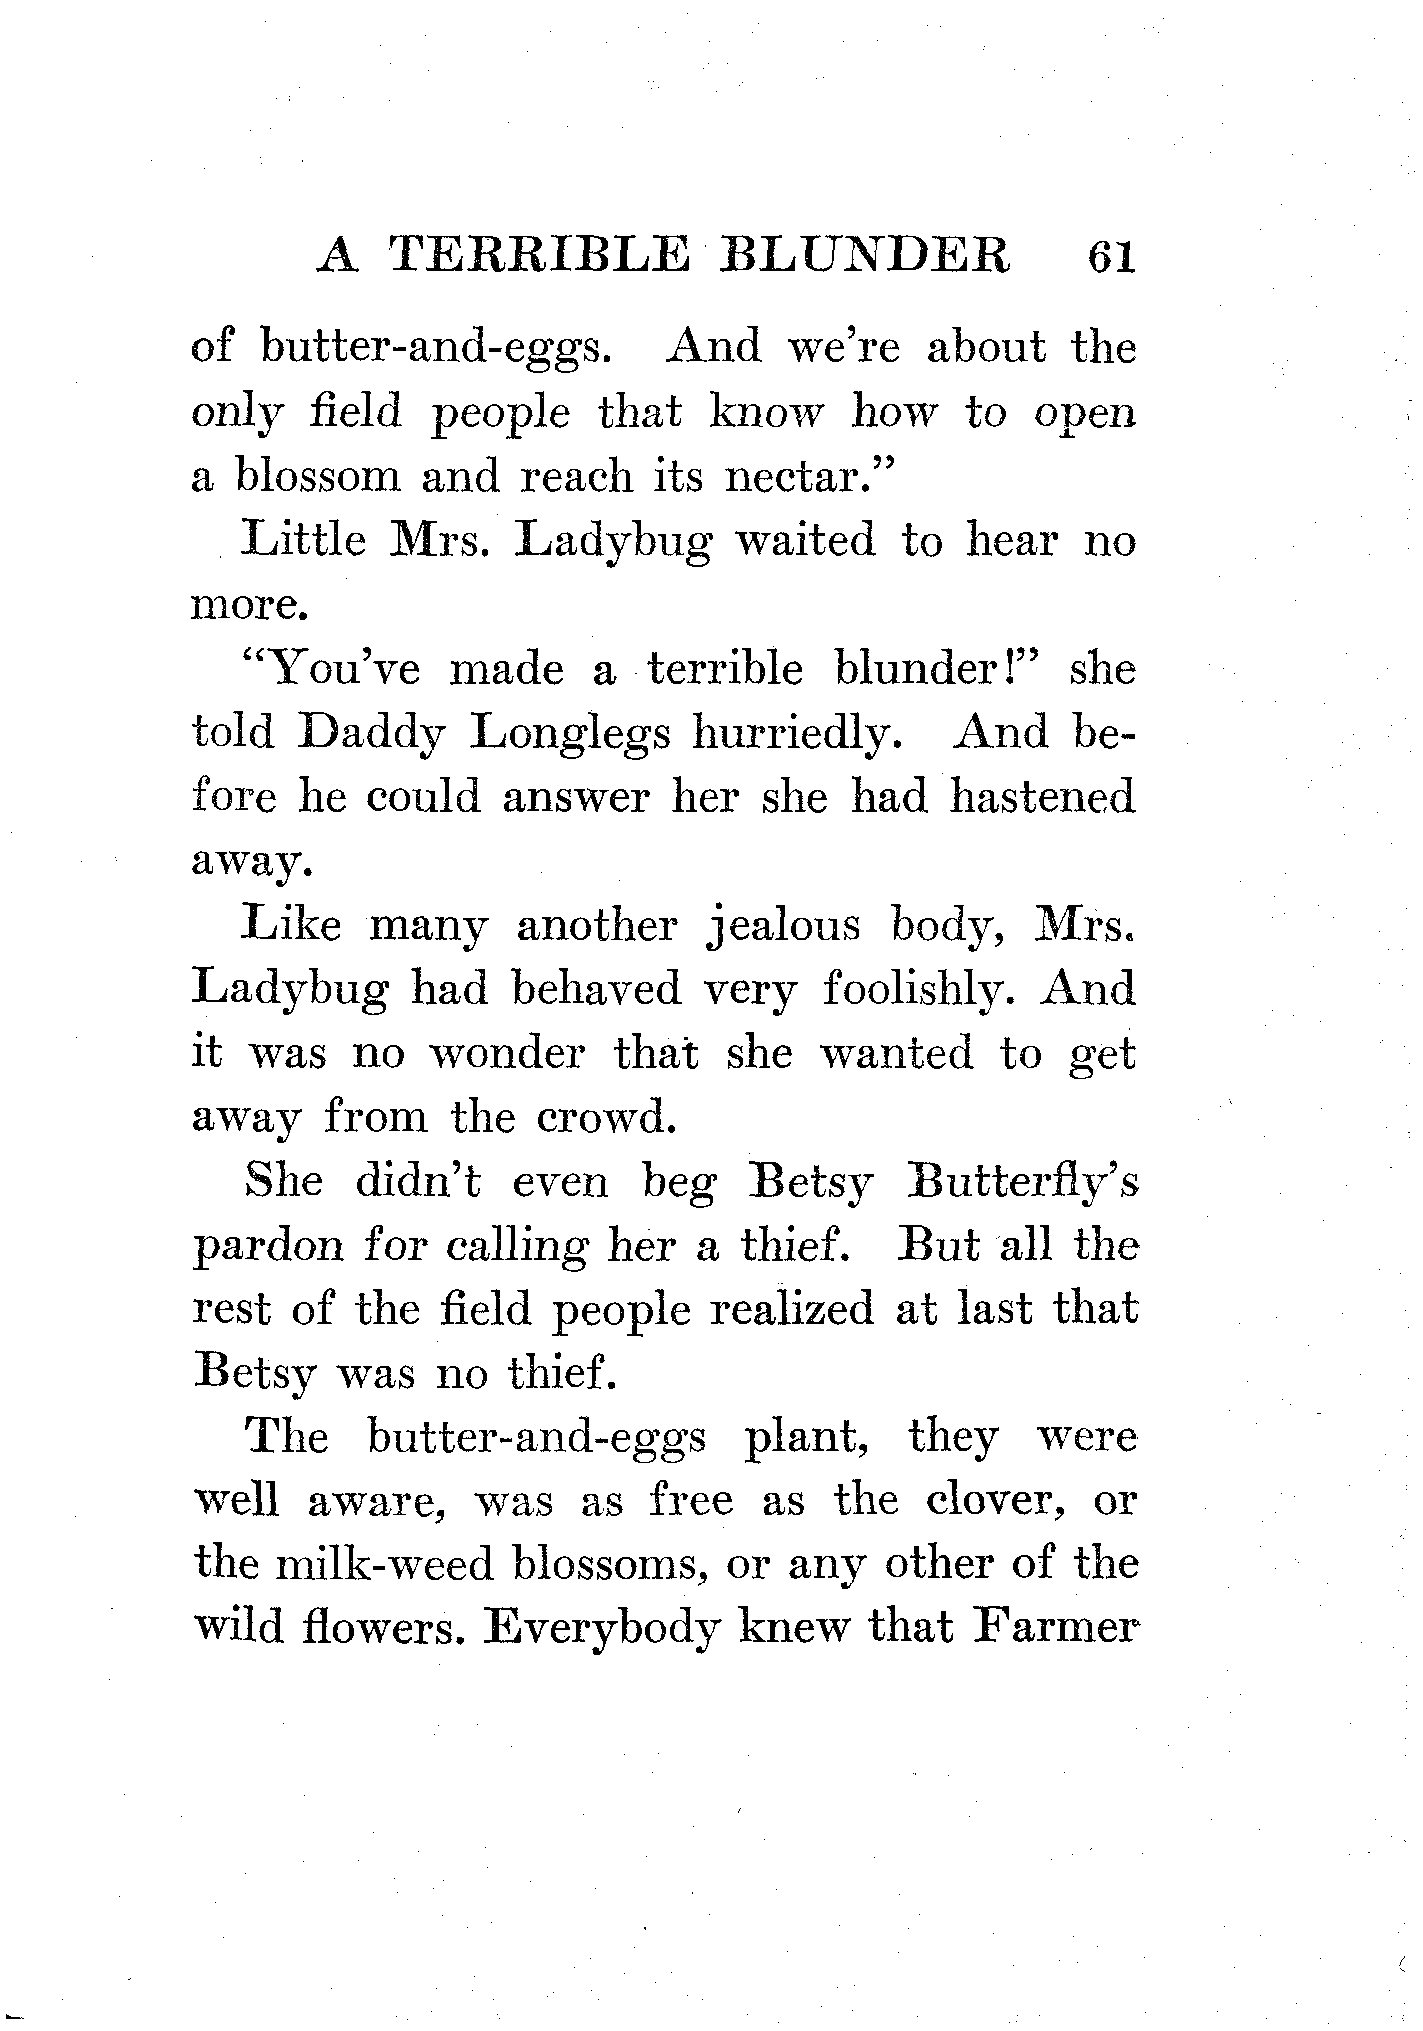 A TERRIBLE BLUNDER 61
of butter-and-eggs. And we're about the
only field people that know how to open
a blossom and reach its nectar."
Little Mrs. Ladybug waited to hear no
more.
"You've made a terrible blunder!" she
told Daddy Longlegs hurriedly. And be-
fore he could answer her she had hastened
away.
Like many another jealous body, Mrs.
Ladybug had behaved very foolishly. And
it was no wonder that she wanted to get
away from the crowd.
She didn't even beg Betsy Butterfly's
pardon for calling her a thief. But all the
rest of the field people realized at last that
Betsy was no thief.
The butter-and-eggs plant, they were
well aware, was as free as the clover, or
the milk-weed blossoms, or any other of the
wild flowers. Everybody knew that Farmer